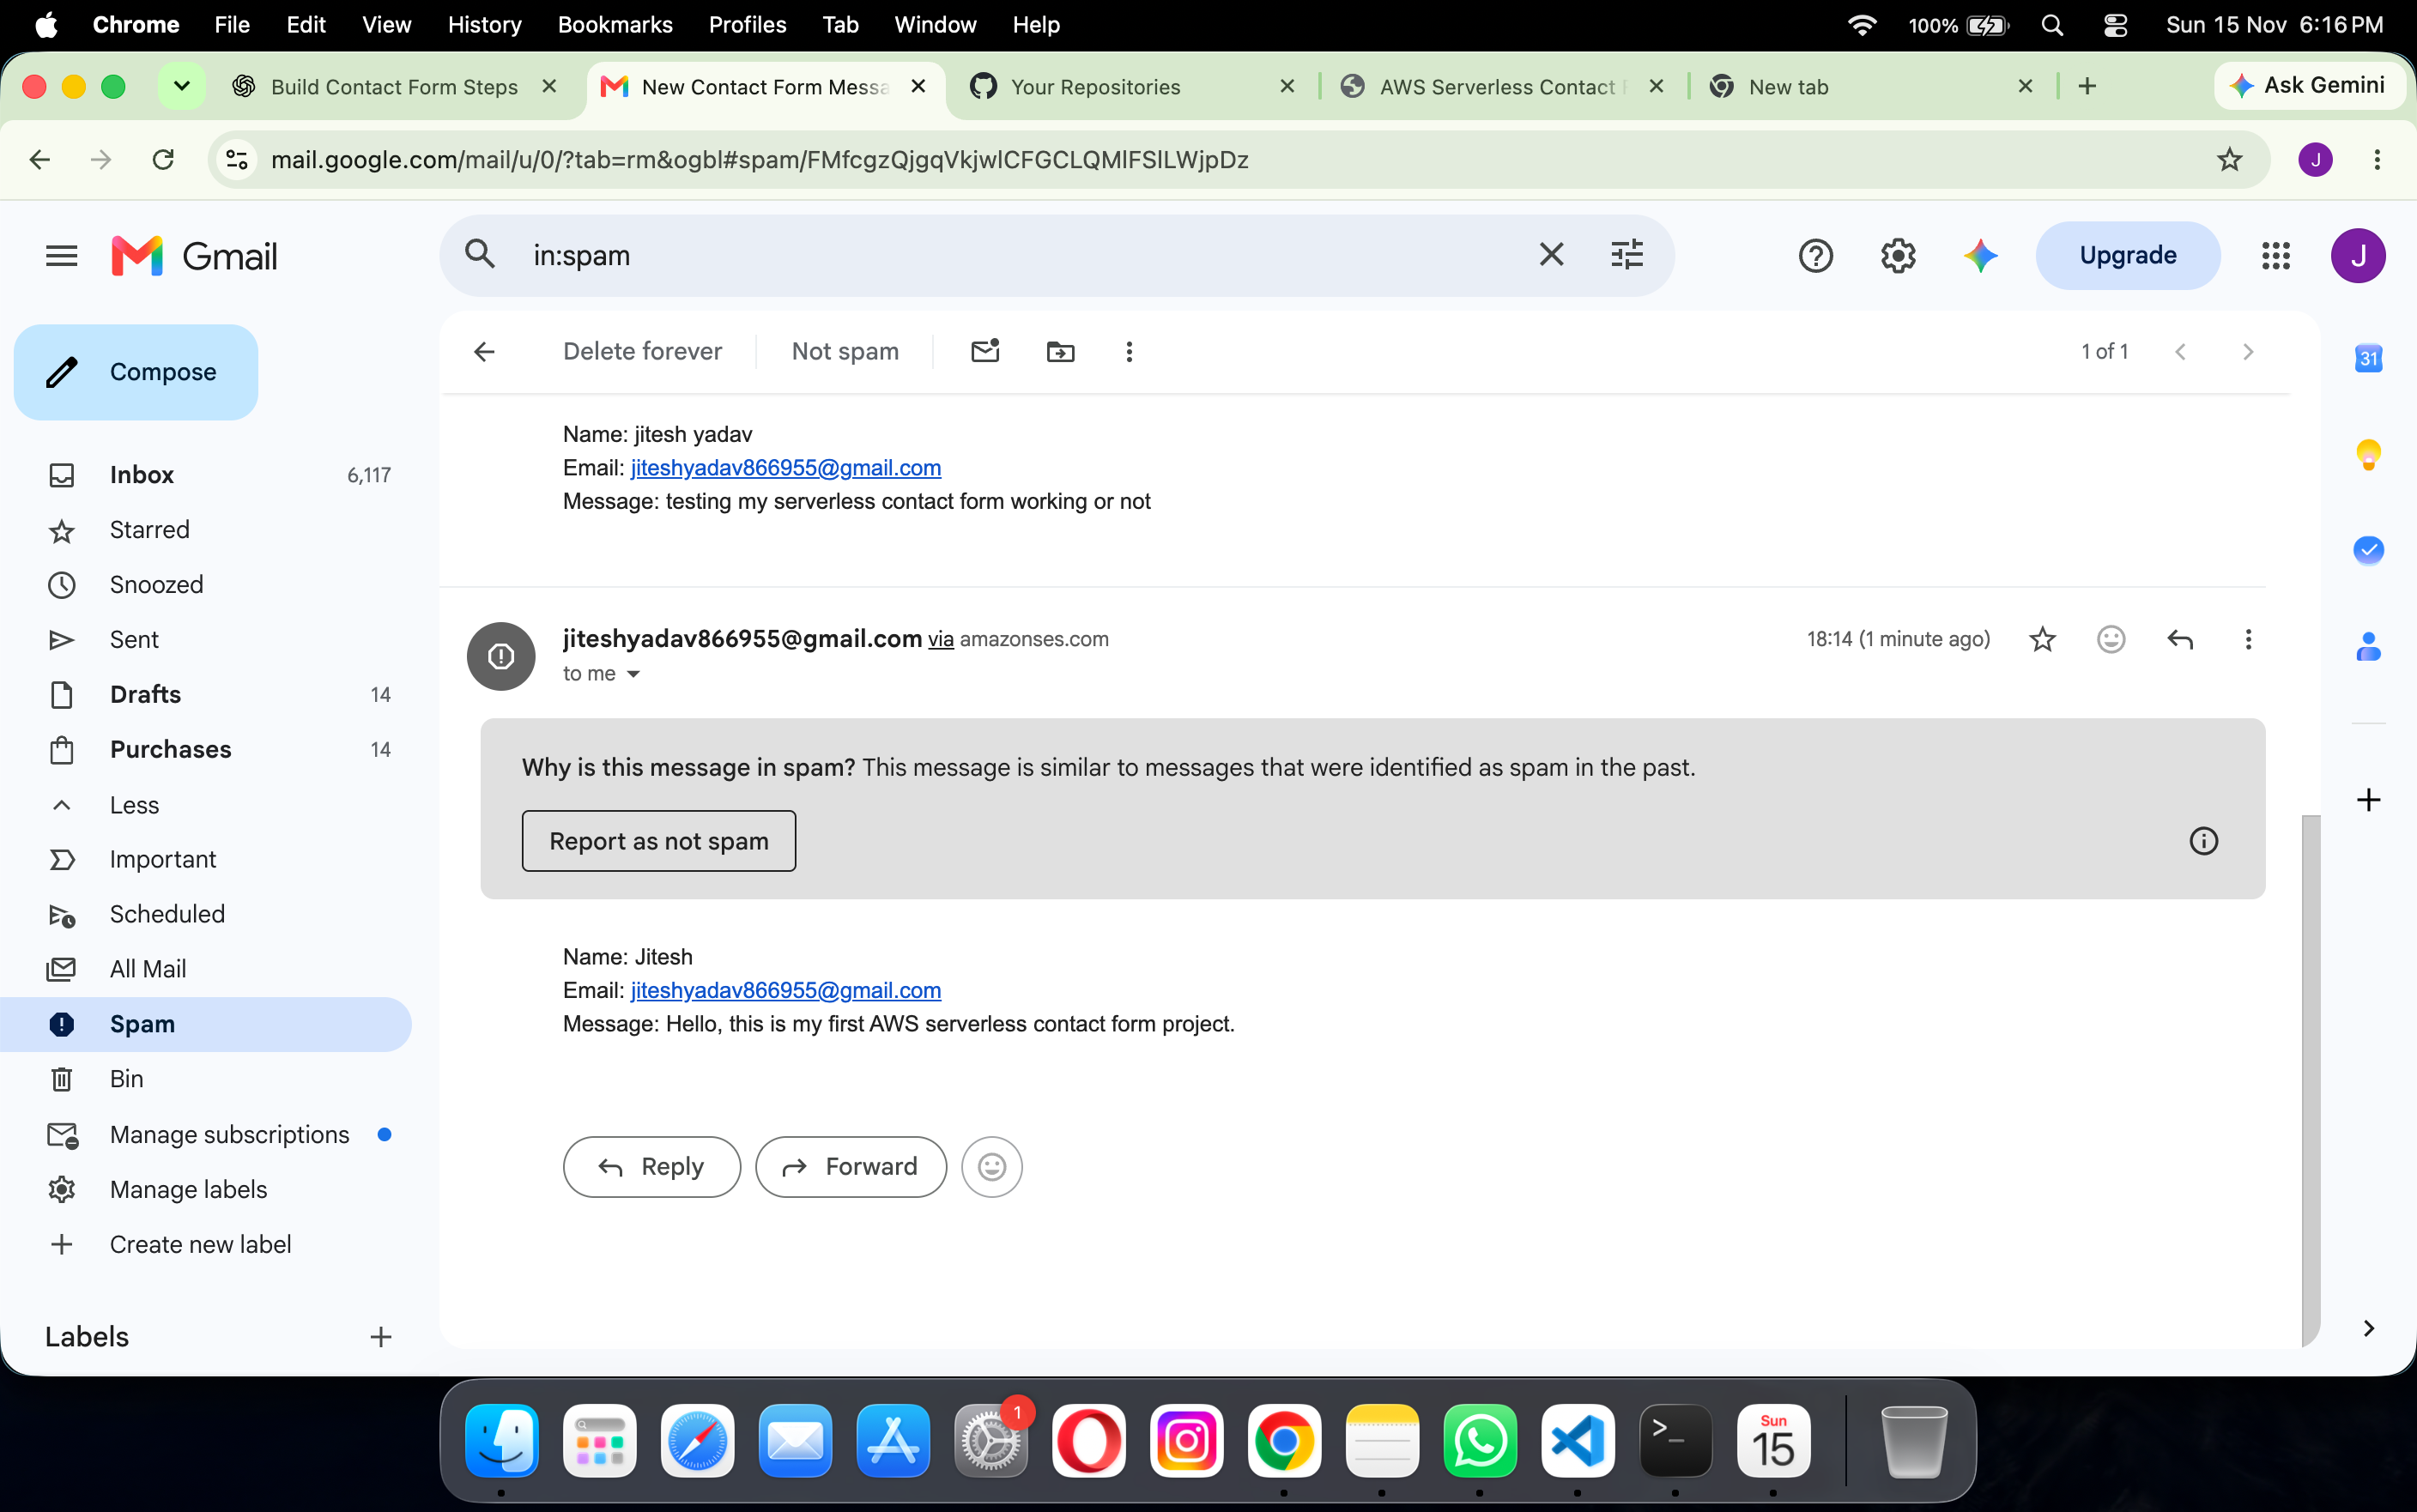 Chrome File Edit View History Bookmarks Profiles Tab Window Help 100% Sun 15 Nov 6:16 PM
Build Contact Form Steps New Contact Form Messa Your Repositories AWS Serverless Contact F New tab Ask Gemini
mail.google.com/mail/u/0/?tab=rm&ogbl#spam/FMfcgzQjgqVkjwlCFGCLQMlFSlLWjpDz J
Gmail in:spam Upgrade J
Compose
Inbox 6,117
Starred
Snoozed
Sent
Drafts 14
Purchases 14
Less
Important
Scheduled
All Mail
Spam
Bin
Manage subscriptions
Manage labels
Create new label
Labels
Delete forever Not spam 1 of 1
Name: jitesh yadav
Email: jiteshyadav866955@gmail.com
Message: testing my serverless contact form working or not
jiteshyadav866955@gmail.com via amazonses.com 18:14 (1 minute ago)
to me
Why is this message in spam? This message is similar to messages that were identified as spam in the past.
Report as not spam
Name: Jitesh
Email: jiteshyadav866955@gmail.com
Message: Hello, this is my first AWS serverless contact form project.
Reply Forward
31
1
Sun
15